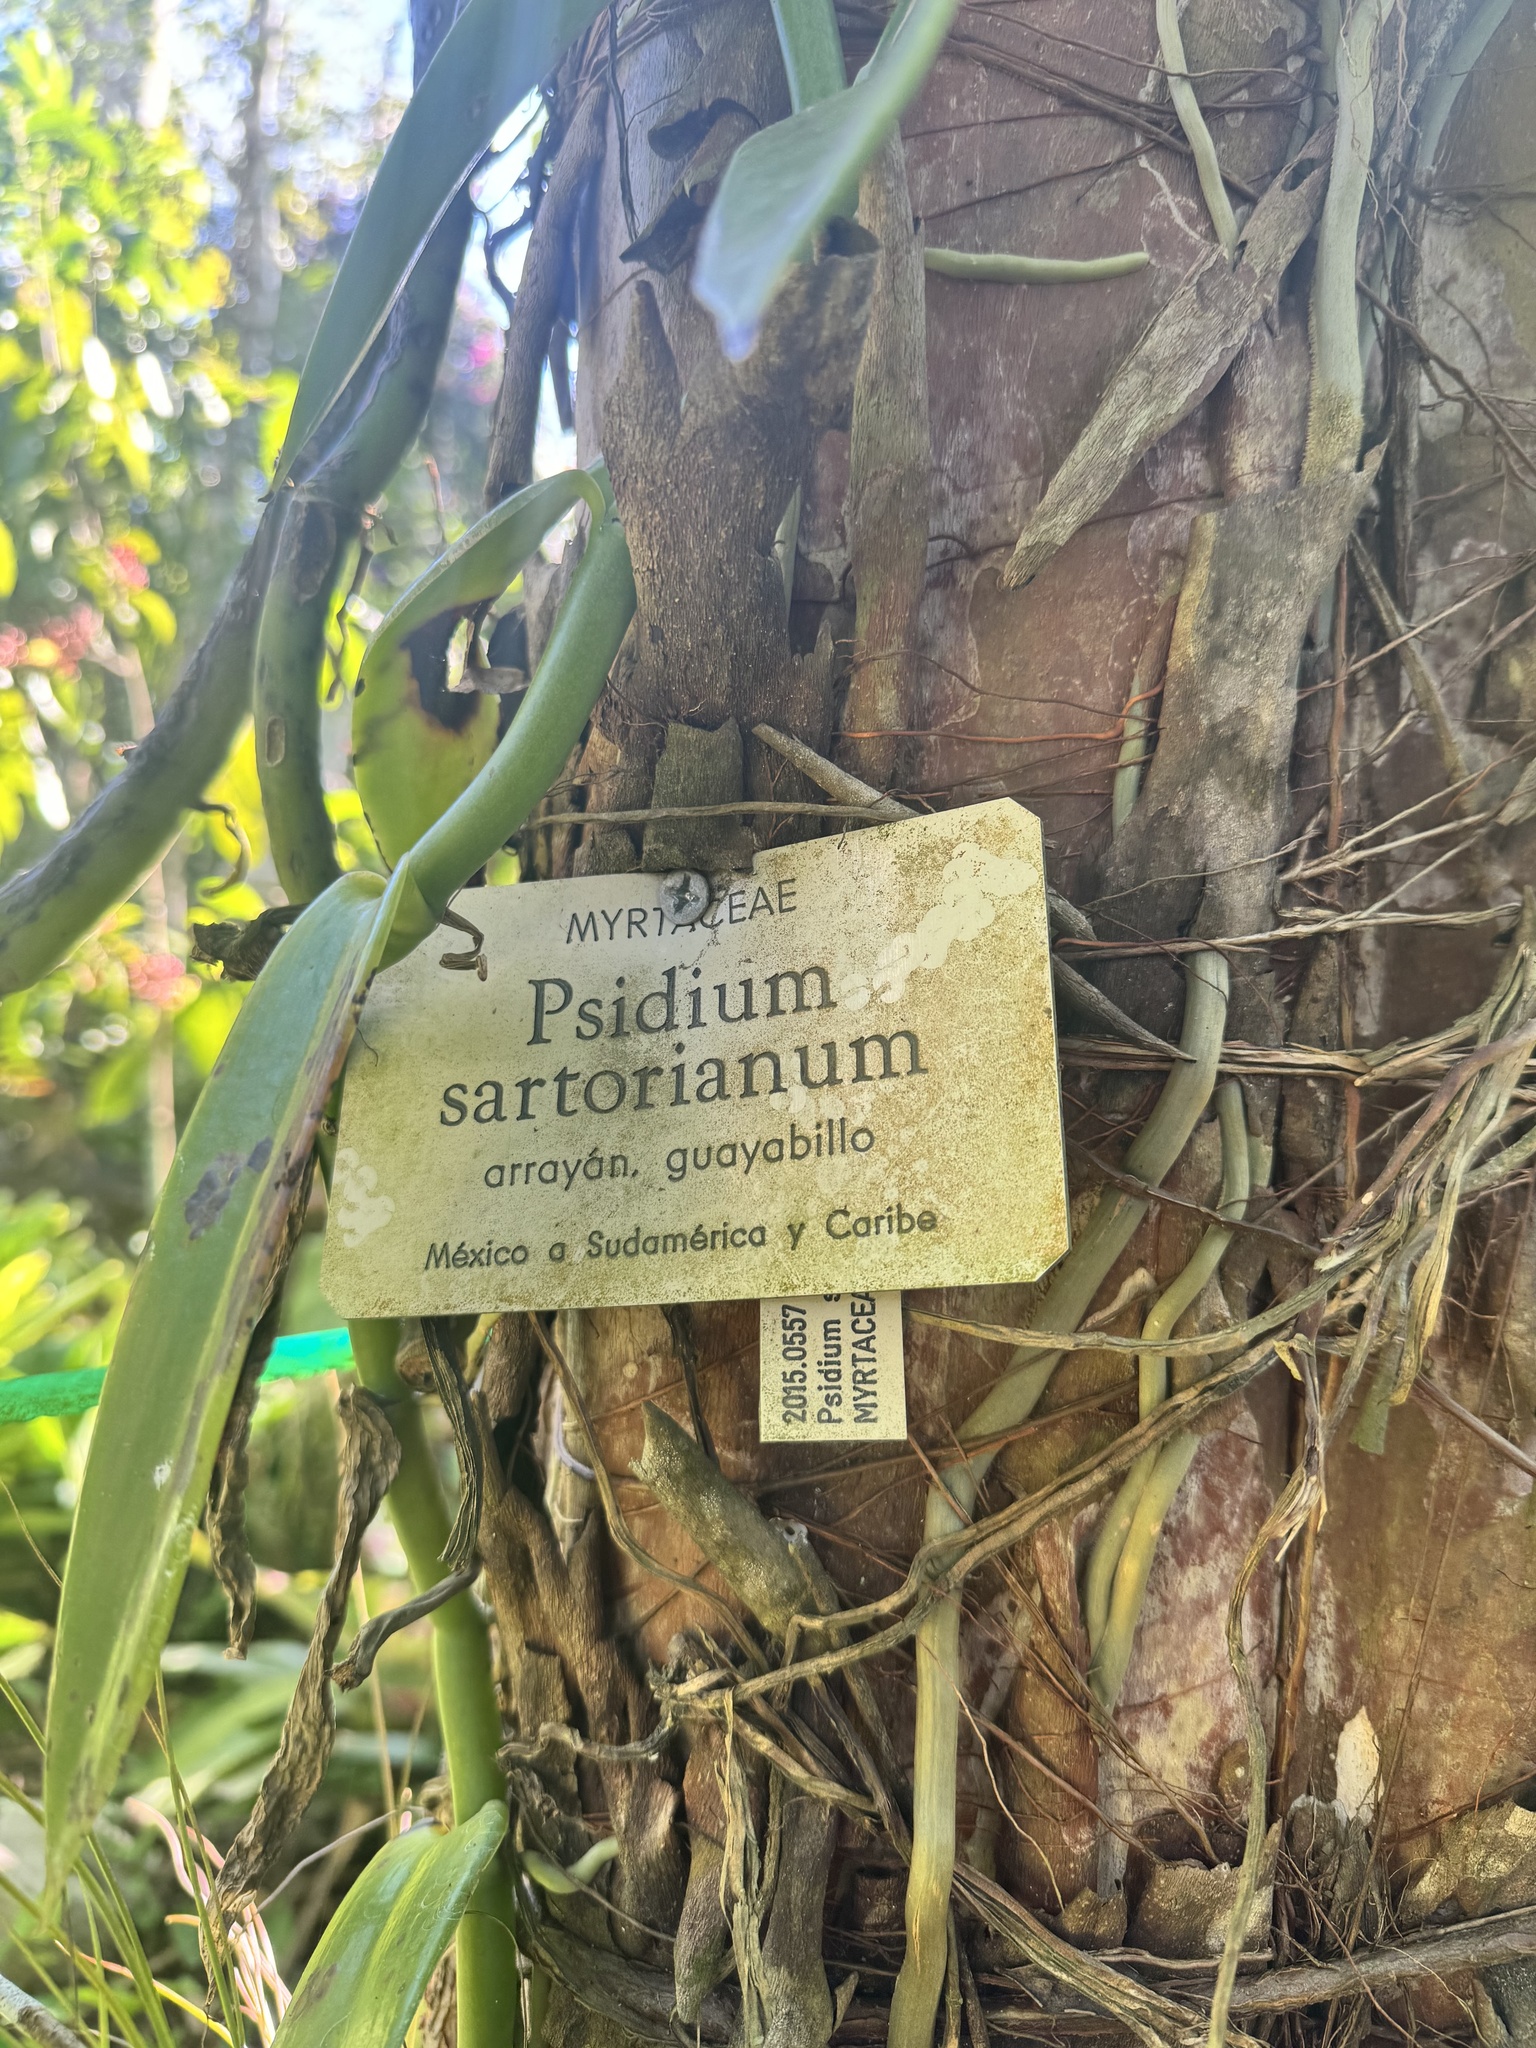 MYRTACEAE
Psidium
sartorianum
arrayán, guayabillo
México a Sudamérica y Caribe
2015.0557
Psidium s
MYRTACEA